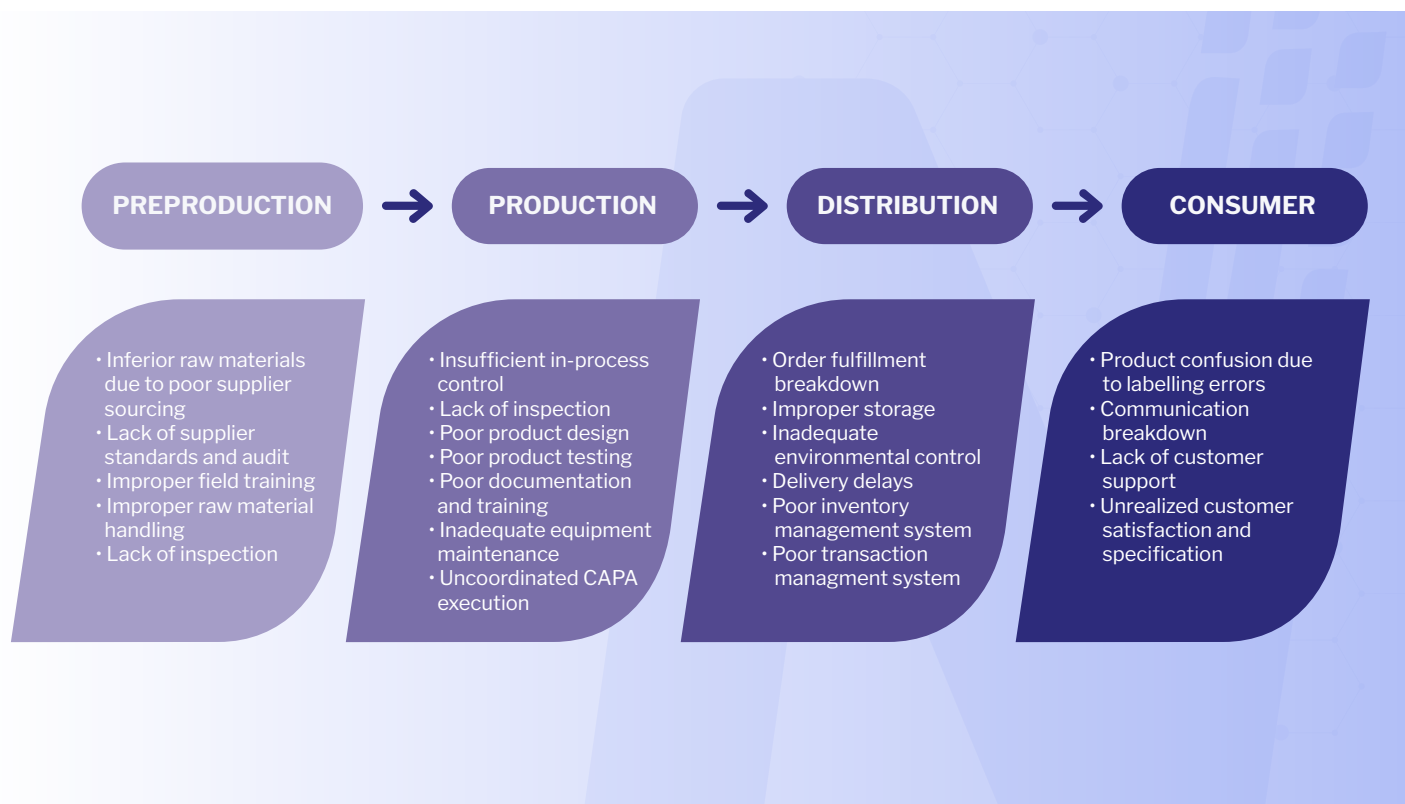 PREPRODUCTION
PRODUCTION
DISTRIBUTION
CONSUMER
• Inferior raw materials
due to poor supplier
sourcing
• Lack of supplier
standards and audit
• Improper field training
• Improper raw material
handling
• Lack of inspection
• Insufficient in-process
control
• Lack of inspection
• Poor product design
• Poor product testing
• Poor documentation
and training
• Inadequate equipment
maintenance
• Uncoordinated CAPA
execution
• Order fulfillment
breakdown
• Improper storage
• Inadequate
environmental control
• Delivery delays
• Poor inventory
management system
• Poor transaction
managment system
• Product confusion due
to labelling errors
• Communication
breakdown
• Lack of customer
support
• Unrealized customer
satisfaction and
specification